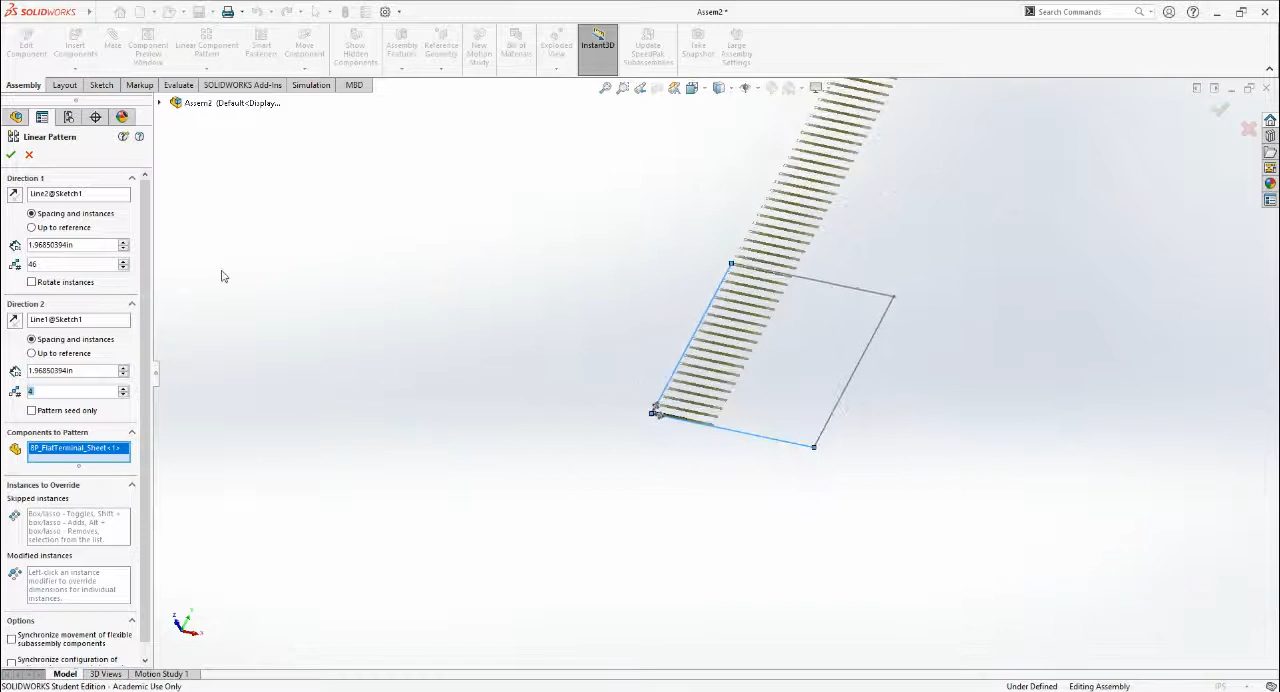 SOLIDWORKS
Assem2 *
Search Commands
Edit Component
Insert Components
Mate
Component Preview Window
Linear Component Pattern
Smart Fasteners
Move Component
Show Hidden Components
Assembly Features
Reference Geometry
New Motion Study
Bill of Materials
Exploded View
Instant3D
Update SpeedPak Subassemblies
Take Snapshot
Large Assembly Settings
Assembly Layout Sketch Markup Evaluate SOLIDWORKS Add-Ins Simulation MBD
Assem2 (Default<Display...
Linear Pattern
Direction 1
Line2@Sketch1
Spacing and instances
Up to reference
1.96850394in
46
Rotate instances
Direction 2
Line1@Sketch1
Spacing and instances
Up to reference
1.96850394in
4
Pattern seed only
Components to Pattern
BP_FlatTerminal_Sheet<1>
Instances to Override
Skipped instances
Box/lasso - Toggles, Shift +
box/lasso - Adds, Alt +
box/lasso - Removes,
selection from the list.
Modified instances
Left-click an instance
modifier to override
dimensions for individual
instances.
Options
Synchronize movement of flexible
subassembly components
Synchronize configuration of
Model 3D Views Motion Study 1
SOLIDWORKS Student Edition - Academic Use Only
Under Defined Editing Assembly IPS